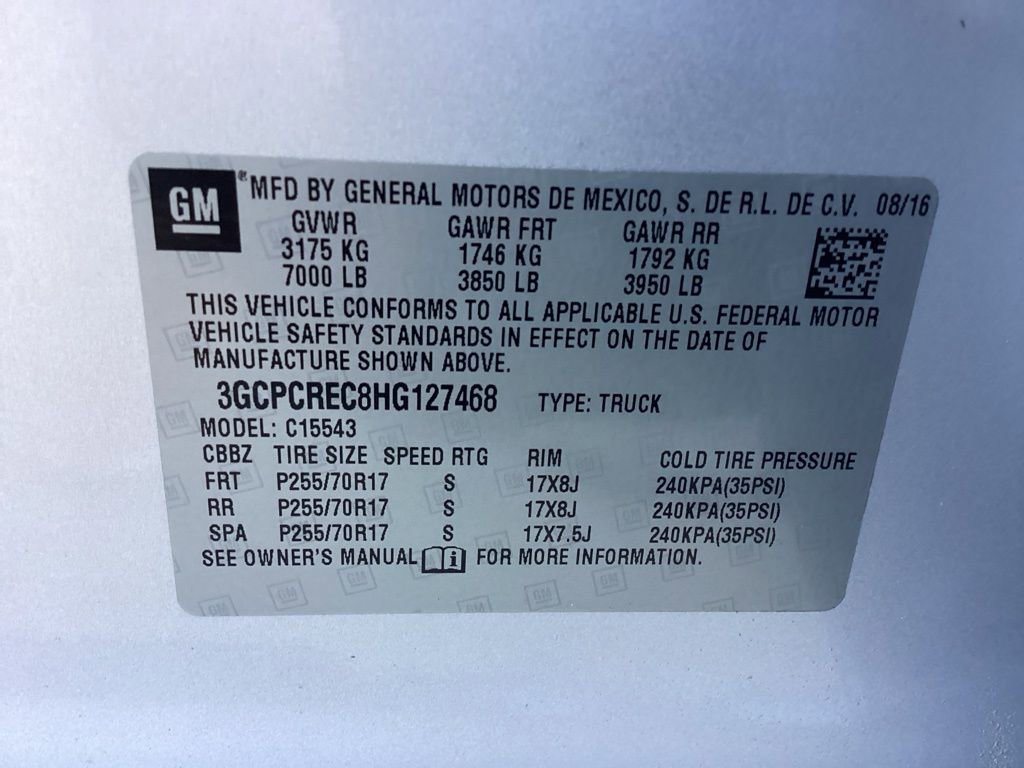 GM ® MFD BY GENERAL MOTORS DE MEXICO, S. DE R.L. DE C.V. 08/16
GVWR GAWR FRT GAWR RR
3175 KG 1746 KG 1792 KG
7000 LB 3850 LB 3950 LB
THIS VEHICLE CONFORMS TO ALL APPLICABLE U.S. FEDERAL MOTOR
VEHICLE SAFETY STANDARDS IN EFFECT ON THE DATE OF
MANUFACTURE SHOWN ABOVE.
3GCPCREC8HG127468 TYPE: TRUCK
MODEL: C15543
CBBZ TIRE SIZE SPEED RTG RIM COLD TIRE PRESSURE
FRT P255/70R17 S 17X8J 240KPA(35PSI)
RR P255/70R17 S 17X8J 240KPA(35PSI)
SPA P255/70R17 S 17X7.5J 240KPA(35PSI)
SEE OWNER'S MANUAL i FOR MORE INFORMATION.